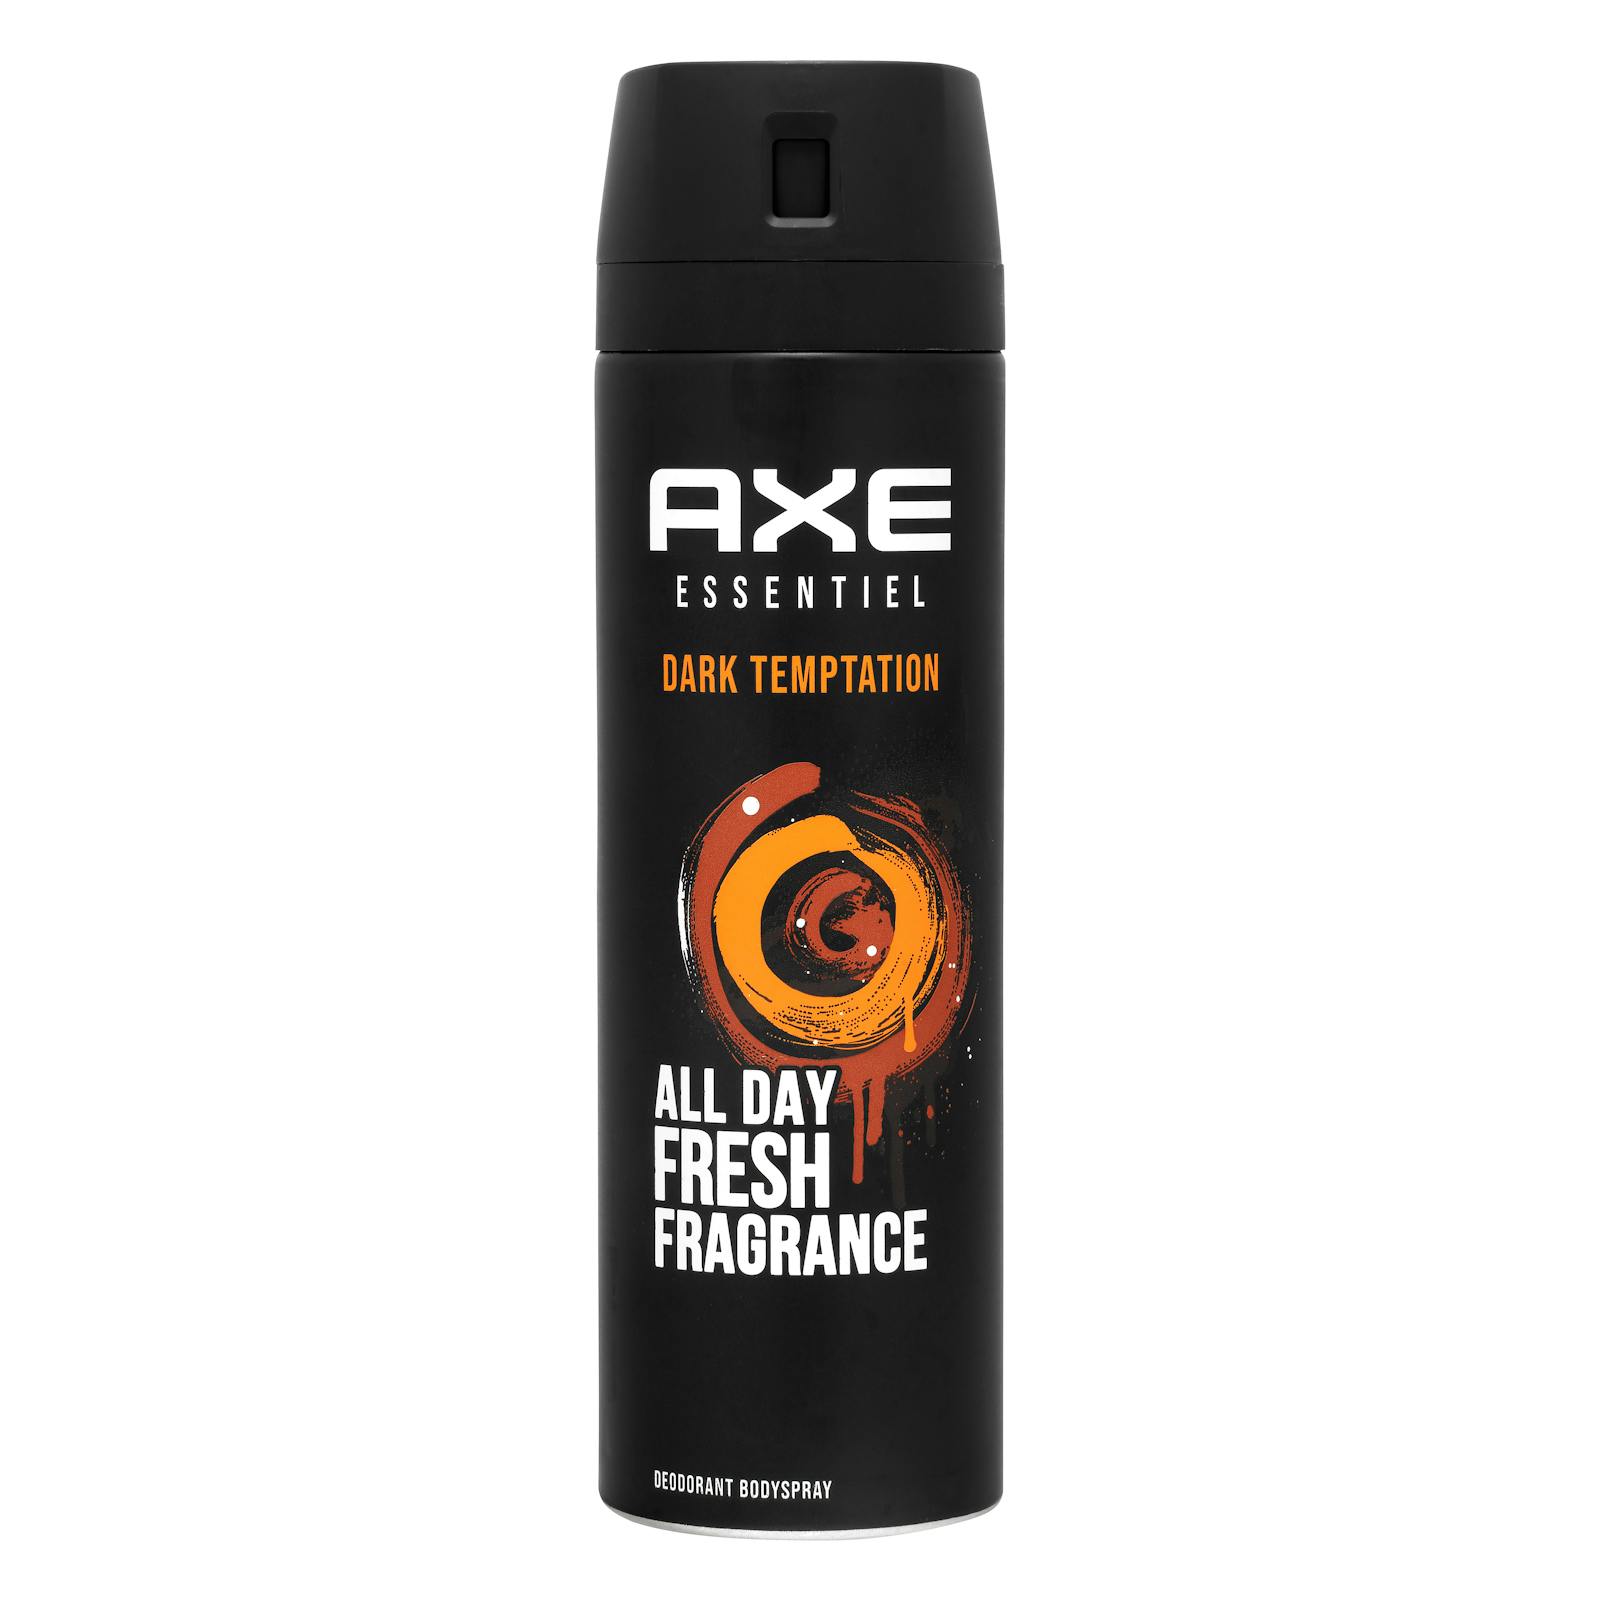 AXE
ESSENTIEL
DARK TEMPTATION
ALL DAY
FRESH
FRAGRANCE
DEODORANT BODYSPRAY